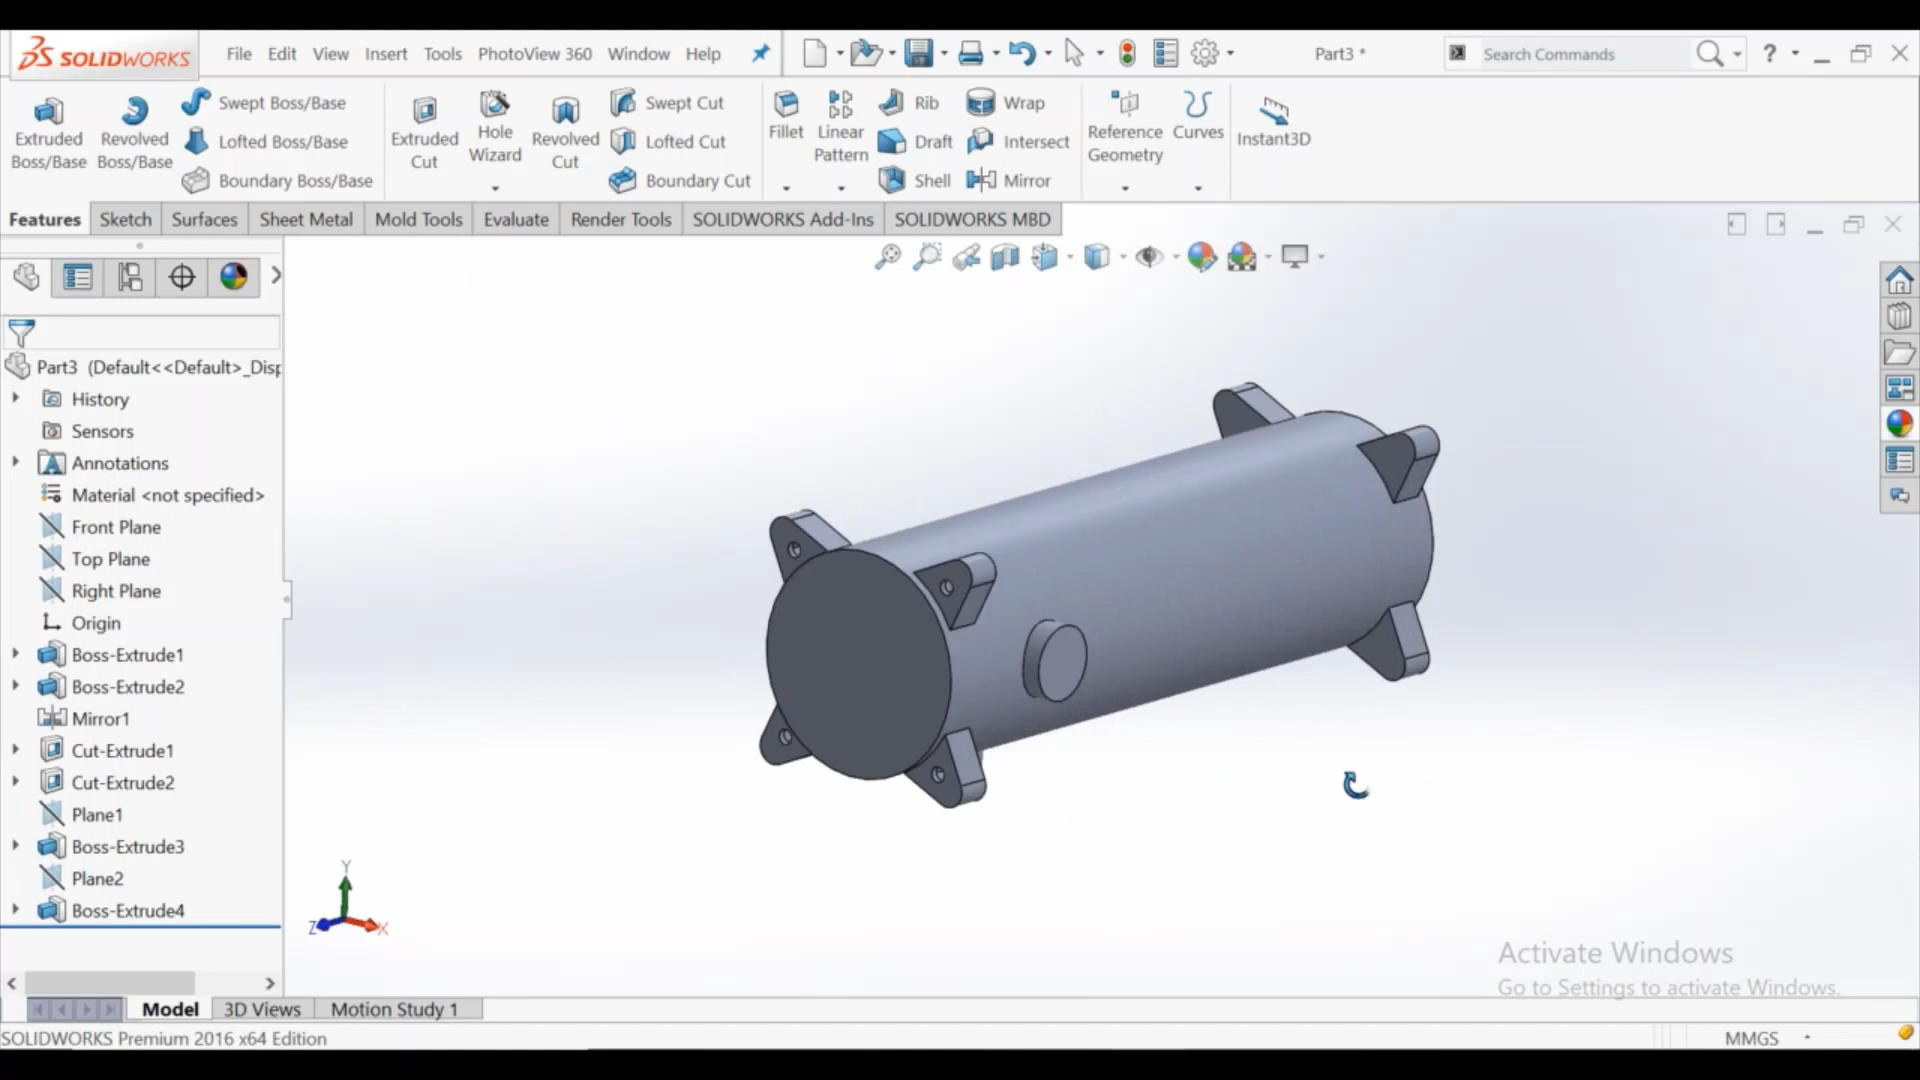 SOLIDWORKS
File Edit View Insert Tools PhotoView 360 Window Help
Part3 *
Search Commands
?
Extruded Boss/Base
Revolved Boss/Base
Swept Boss/Base
Lofted Boss/Base
Boundary Boss/Base
Extruded Cut
Hole Wizard
Revolved Cut
Swept Cut
Lofted Cut
Boundary Cut
Fillet
Linear Pattern
Rib
Draft
Shell
Wrap
Intersect
Mirror
Reference Geometry
Curves
Instant3D
Features Sketch Surfaces Sheet Metal Mold Tools Evaluate Render Tools SOLIDWORKS Add-Ins SOLIDWORKS MBD
Part3 (Default<<Default>_Disp
History
Sensors
Annotations
Material <not specified>
Front Plane
Top Plane
Right Plane
Origin
Boss-Extrude1
Boss-Extrude2
Mirror1
Cut-Extrude1
Cut-Extrude2
Plane1
Boss-Extrude3
Plane2
Boss-Extrude4
Y
Z
X
Activate Windows
Go to Settings to activate Windows.
Model 3D Views Motion Study 1
SOLIDWORKS Premium 2016 x64 Edition
MMGS